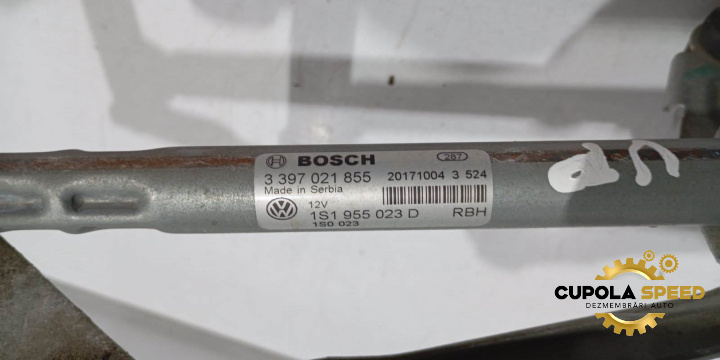 BOSCH 287
3 397 021 855 20171004 3 524
Made in Serbia
12V
1S1 955 023 D RBH
1S0 023
UP
CUPOLA SPEED
DEZMEMBRĂRI AUTO